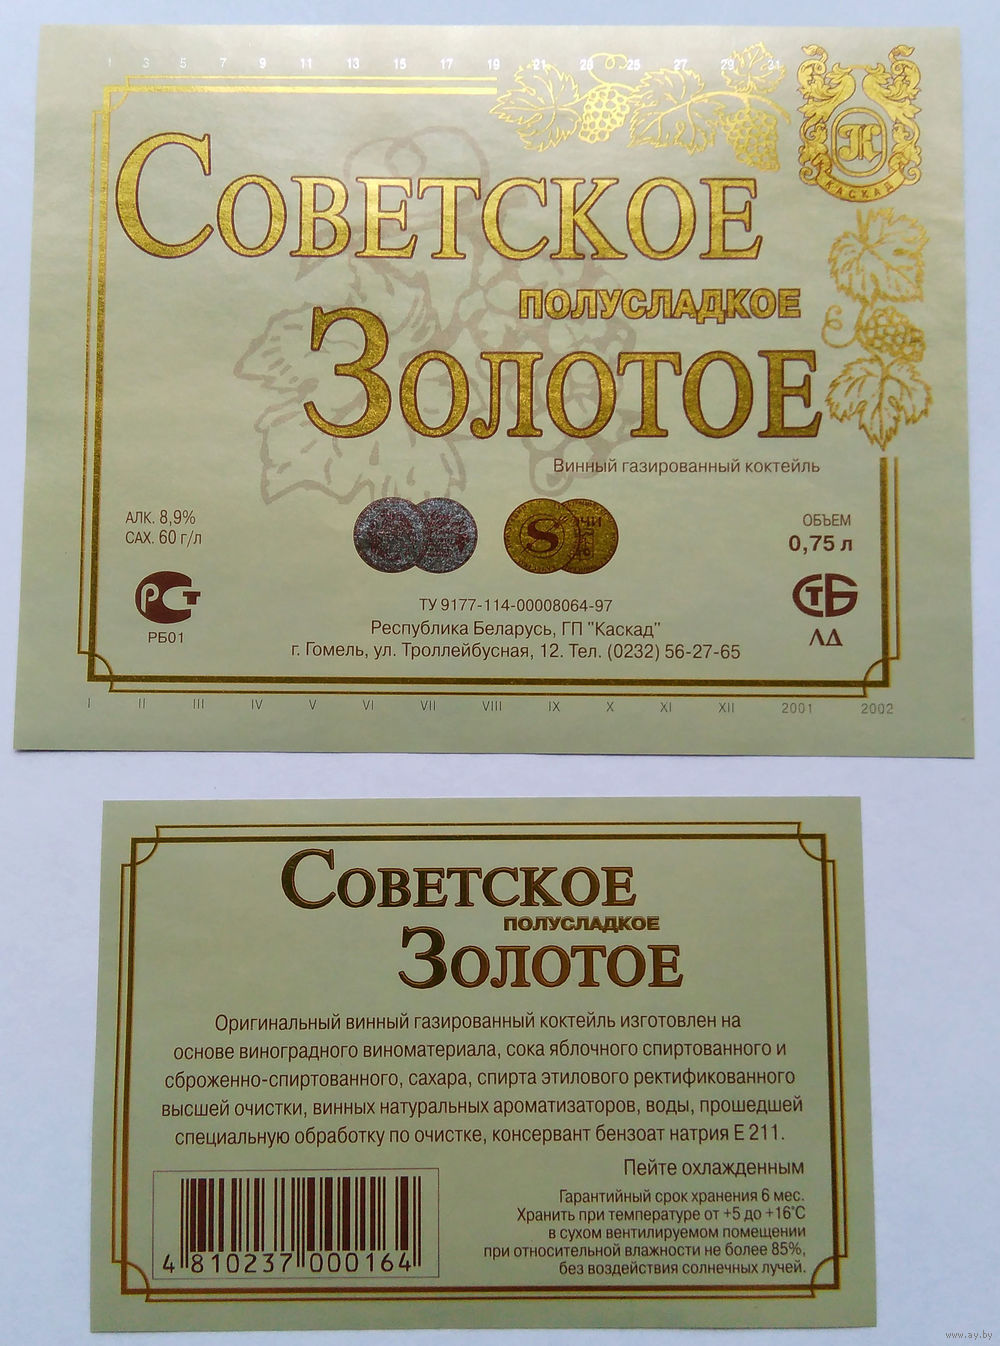 1 3 5 7 9 11 13 15 17 19 21 23 25 27 29 31
К
КАСКАД
СОВЕТСКОЕ
ПОЛУСЛАДКОЕ
ЗОЛОТОЕ
Винный газированный коктейль
АЛК. 8,9%
САХ. 60 г/л
РСТ
РБ01
S
ОЧИ
ОБЪЕМ
0,75 л
СТБ
ЛД
ТУ 9177-114-00008064-97
Республика Беларусь, ГП "Каскад"
г. Гомель, ул. Троллейбусная, 12. Тел. (0232) 56-27-65
I II III IV V VI VII VIII IX X XI XII 2001 2002
СОВЕТСКОЕ
ПОЛУСЛАДКОЕ
ЗОЛОТОЕ
Оригинальный винный газированный коктейль изготовлен на
основе виноградного виноматериала, сока яблочного спиртованного и
сброженно-спиртованного, сахара, спирта этилового ректификованного
высшей очистки, винных натуральных ароматизаторов, воды, прошедшей
специальную обработку по очистке, консервант бензоат натрия Е 211.
Пейте охлажденным
Гарантийный срок хранения 6 мес.
Хранить при температуре от +5 до +16°С
в сухом вентилируемом помещении
при относительной влажности не более 85%,
без воздействия солнечных лучей.
4 810237 000164
www.ay.by